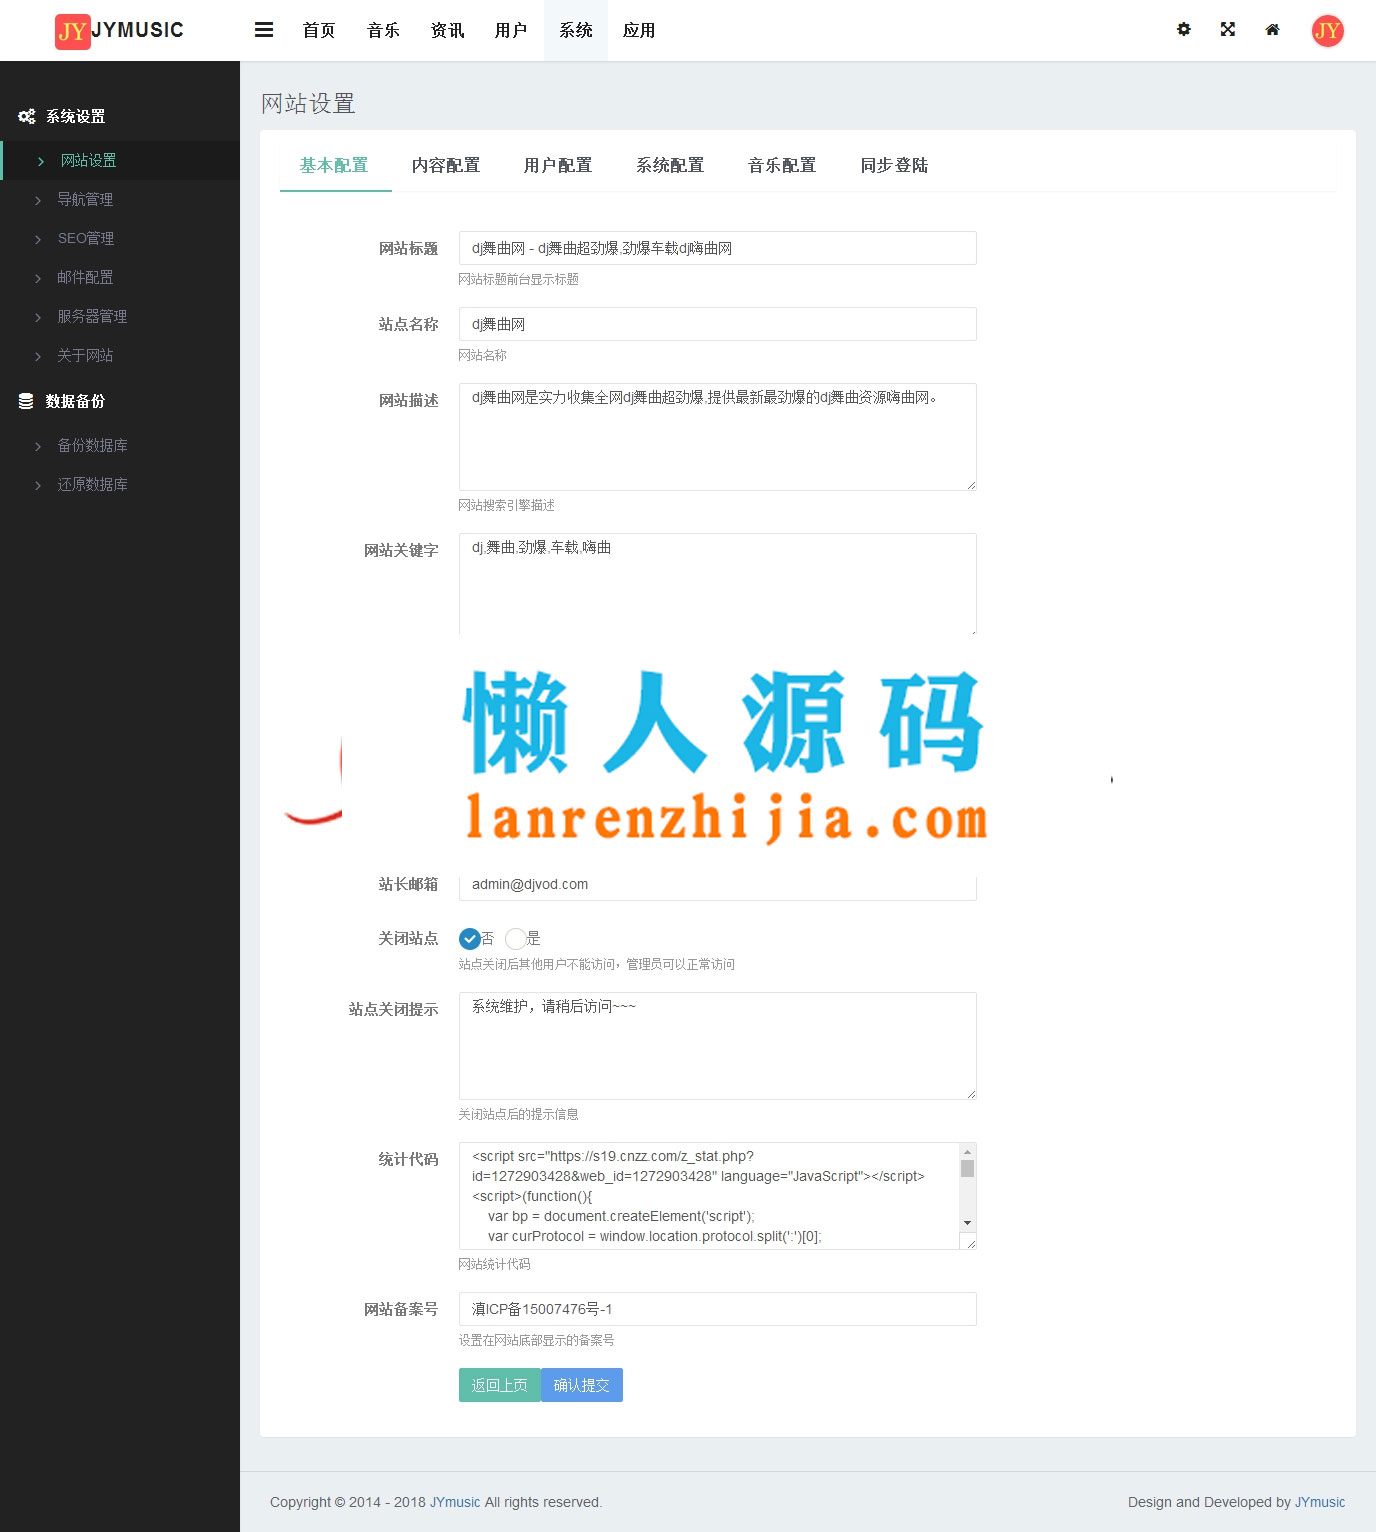 JY JYMUSIC
首页 音乐 资讯 用户 系统 应用
JY
系统设置
网站设置
导航管理
SEO管理
邮件配置
服务器管理
关于网站
数据备份
备份数据库
还原数据库
网站设置
基本配置 内容配置 用户配置 系统配置 音乐配置 同步登陆
网站标题 dj舞曲网 - dj舞曲超劲爆,劲爆车载dj嗨曲网
网站标题前台显示标题
站点名称 dj舞曲网
网站名称
网站描述 dj舞曲网是实力收集全网dj舞曲超劲爆,提供最新最劲爆的dj舞曲资源嗨曲网。
网站搜索引擎描述
网站关键字 dj,舞曲,劲爆,车载,嗨曲
懒人源码
lanrenzhijia.com
站长邮箱 admin@djvod.com
关闭站点 否 是
站点关闭后其他用户不能访问，管理员可以正常访问
站点关闭提示 系统维护，请稍后访问~~~
关闭站点后的提示信息
统计代码 <script src="https://s19.cnzz.com/z_stat.php?
id=1272903428&web_id=1272903428" language="JavaScript"></script>
<script>(function(){
var bp = document.createElement('script');
var curProtocol = window.location.protocol.split(':')[0];
网站统计代码
网站备案号 滇ICP备15007476号-1
设置在网站底部显示的备案号
返回上页 确认提交
Copyright © 2014 - 2018 JYmusic All rights reserved.
Design and Developed by JYmusic